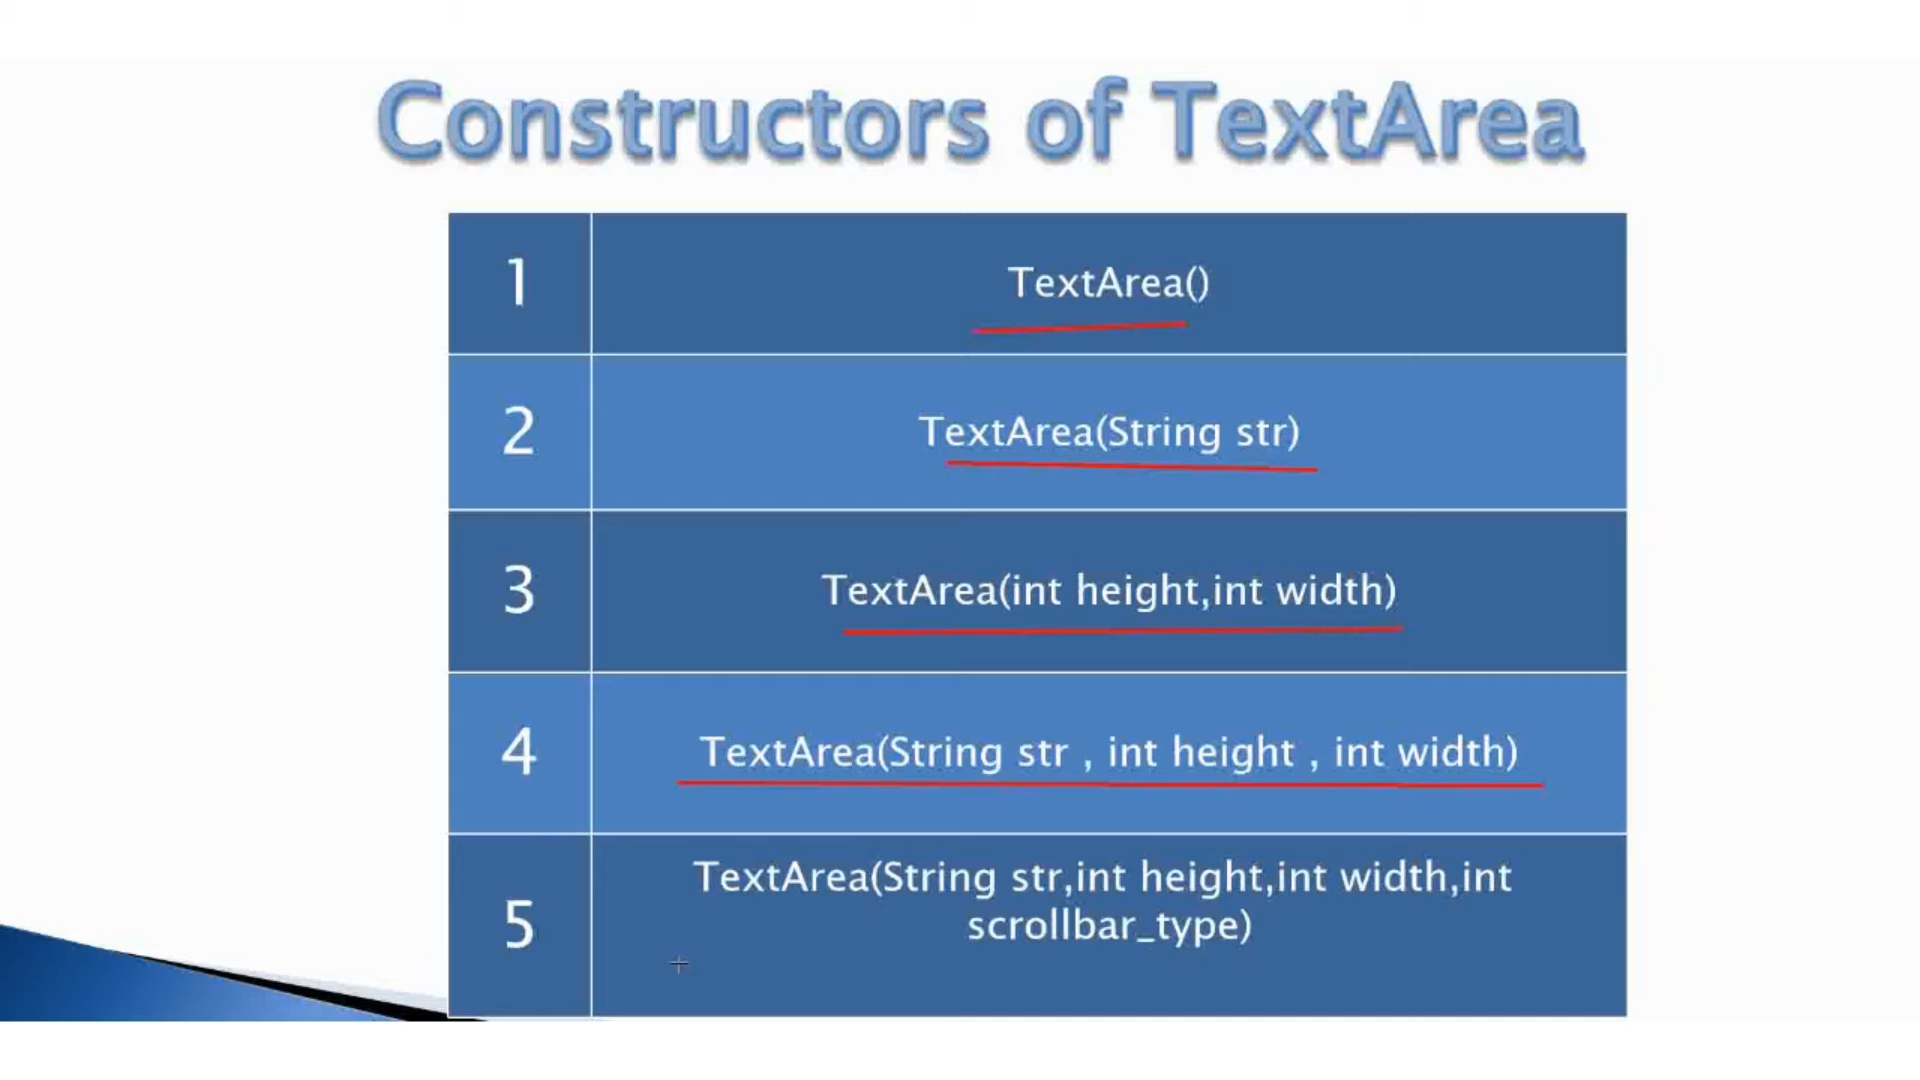 Constructors of TextArea
1
TextArea()
2
TextArea(String str)
3
TextArea(int height,int width)
4
TextArea(String str , int height , int width)
5
TextArea(String str,int height,int width,int
scrollbar_type)